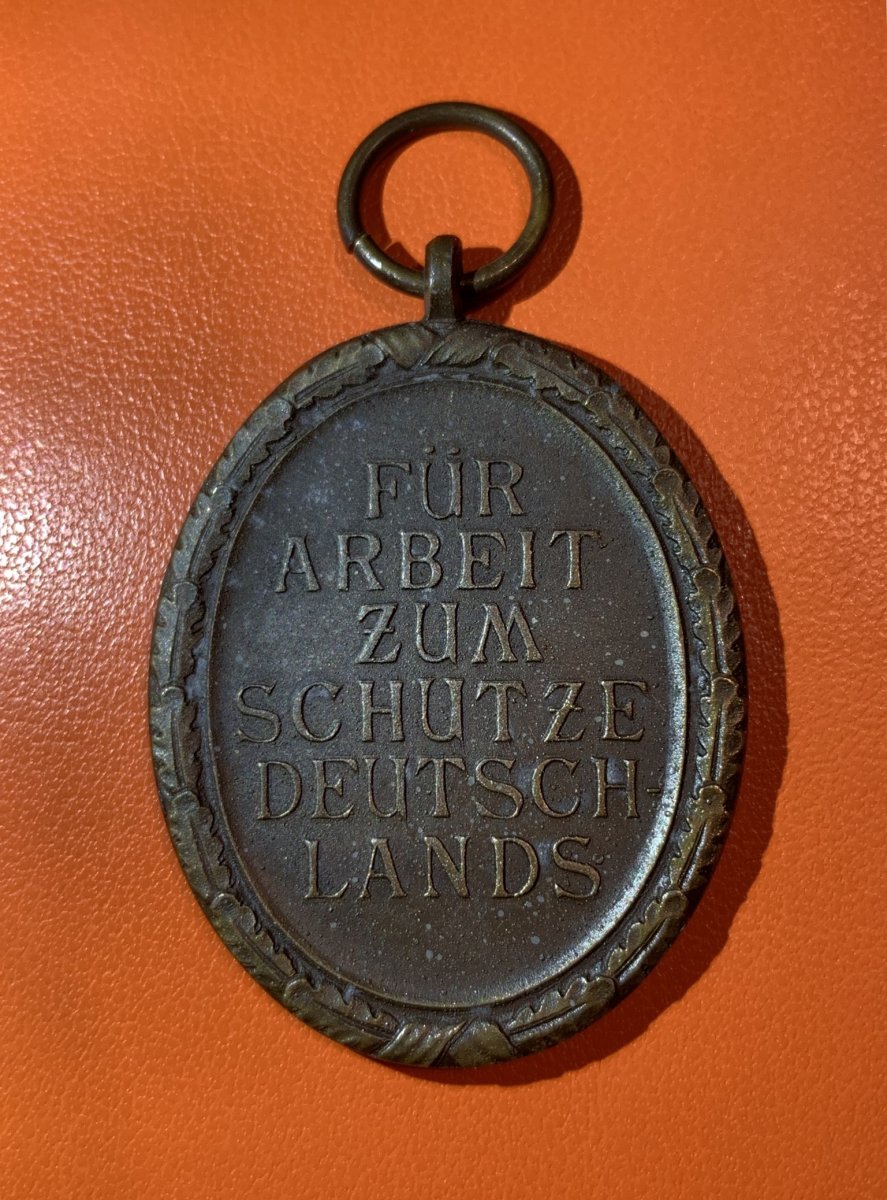 FÜR
ARBEIT
ZUM
SCHUTZE
DEUTSCH-
LANDS